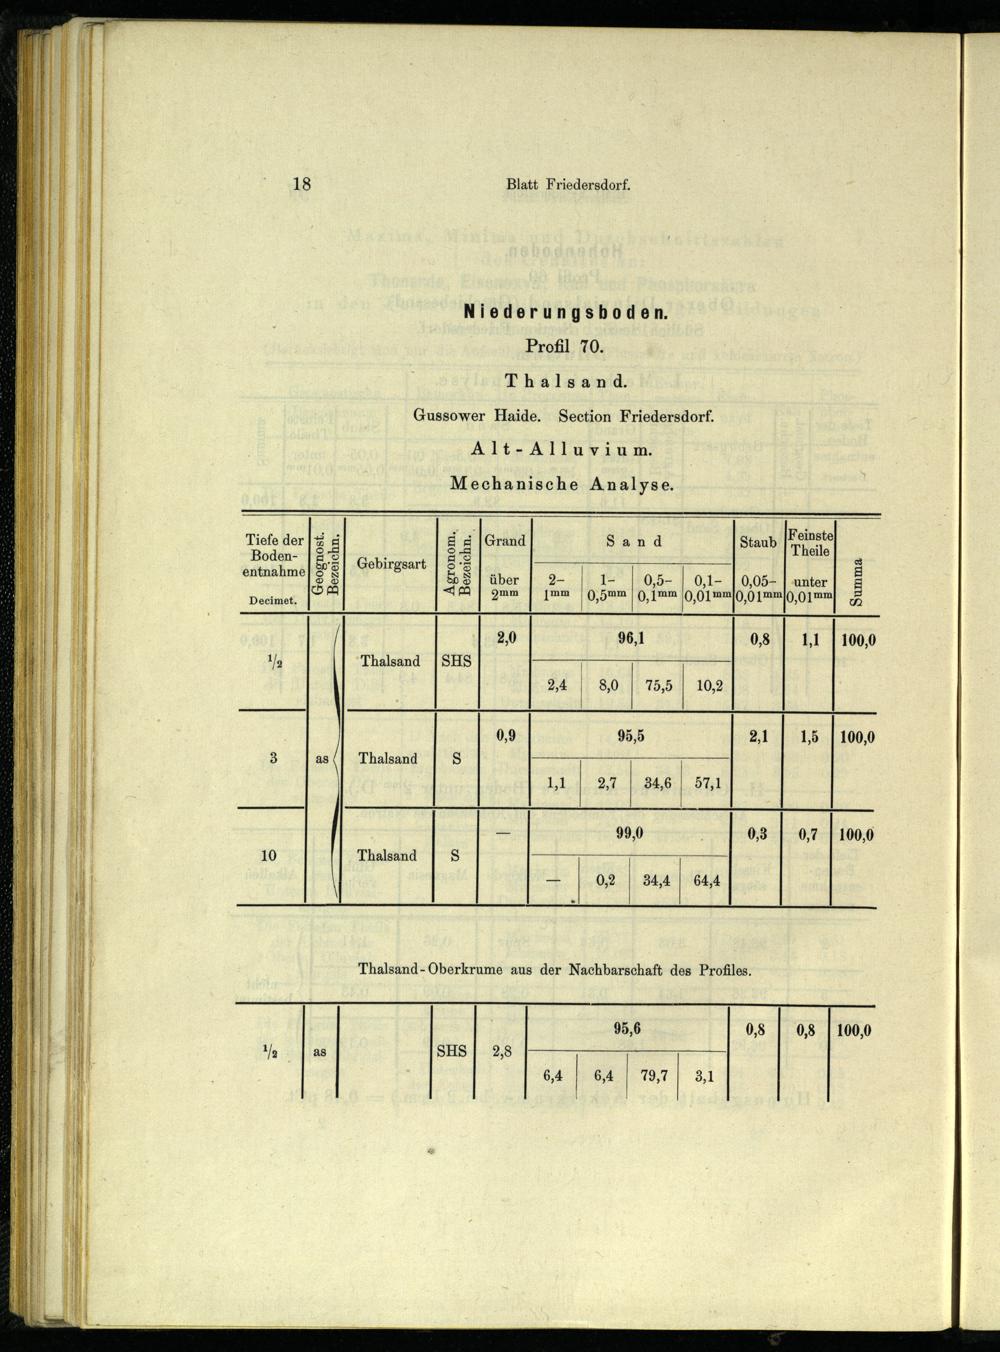 18
Blatt Friedersdorf.
Niederungsboden.
Profil 70.
Thalsand.
Gussower Haide. Section Friedersdorf.
Alt-Alluvium.
Mechanische Analyse.
Tiefe der Boden-entnahme Decimet. | Geognost. Bezeichn. | Gebirgsart | Agronom. Bezeichn. | Grand über 2mm | Sand | Staub 0,05-0,01mm | Feinste Theile unter 0,01mm | Summa
2-1mm | 1-0,5mm | 0,5-0,1mm | 0,1-0,01mm
1/2 | as | Thalsand | SHS | 2,0 | 96,1 | 0,8 | 1,1 | 100,0
2,4 | 8,0 | 75,5 | 10,2
3 | Thalsand | S | 0,9 | 95,5 | 2,1 | 1,5 | 100,0
1,1 | 2,7 | 34,6 | 57,1
10 | Thalsand | S | — | 99,0 | 0,3 | 0,7 | 100,0
— | 0,2 | 34,4 | 64,4
Thalsand-Oberkrume aus der Nachbarschaft des Profiles.
1/2 | as | SHS | 2,8 | 95,6 | 0,8 | 0,8 | 100,0
6,4 | 6,4 | 79,7 | 3,1